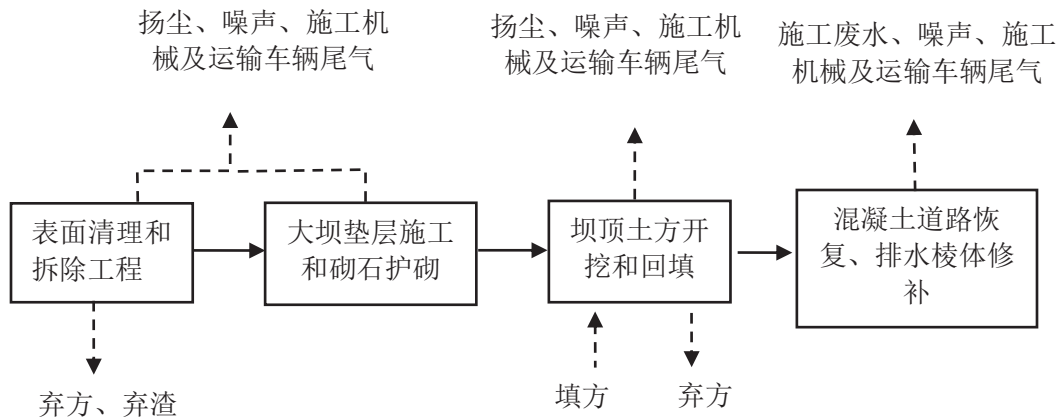 扬尘、噪声、施工机
械及运输车辆尾气
扬尘、噪声、施工机
械及运输车辆尾气
施工废水、噪声、施工
机械及运输车辆尾气
表面清理和
拆除工程
大坝垫层施工
和砌石护砌
坝顶土方开
挖和回填
混凝土道路恢
复、排水棱体修
补
弃方、弃渣
填方
弃方